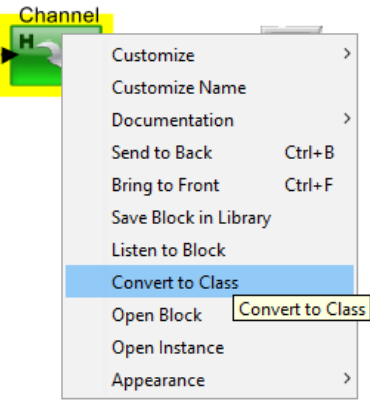 Channel
H
Customize >
Customize Name
Documentation >
Send to Back Ctrl+B
Bring to Front Ctrl+F
Save Block in Library
Listen to Block
Convert to Class
Open Block
Convert to Class
Open Instance
Appearance >